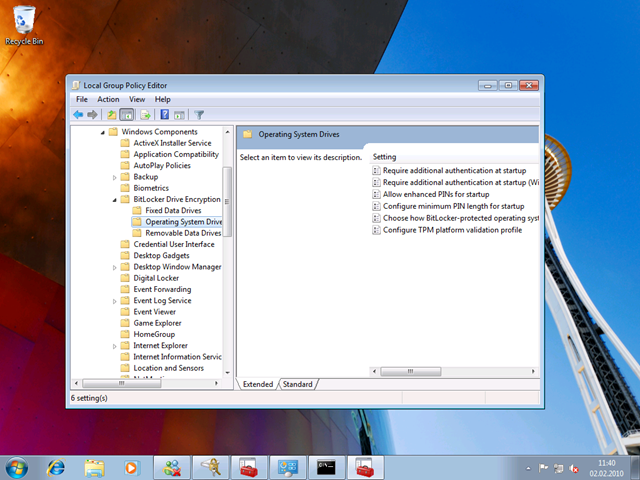 Recycle Bin
Local Group Policy Editor
File Action View Help
Windows Components
ActiveX Installer Service
Application Compatibility
AutoPlay Policies
Backup
Biometrics
BitLocker Drive Encryption
Fixed Data Drives
Operating System Drive
Removable Data Drives
Credential User Interface
Desktop Gadgets
Desktop Window Manager
Digital Locker
Event Forwarding
Event Log Service
Event Viewer
Game Explorer
HomeGroup
Internet Explorer
Internet Information Servic
Location and Sensors
Operating System Drives
Select an item to view its description.
Setting
Require additional authentication at startup
Require additional authentication at startup (Wi
Allow enhanced PINs for startup
Configure minimum PIN length for startup
Choose how BitLocker-protected operating syst
Configure TPM platform validation profile
Extended Standard
6 setting(s)
11:40
02.02.2010